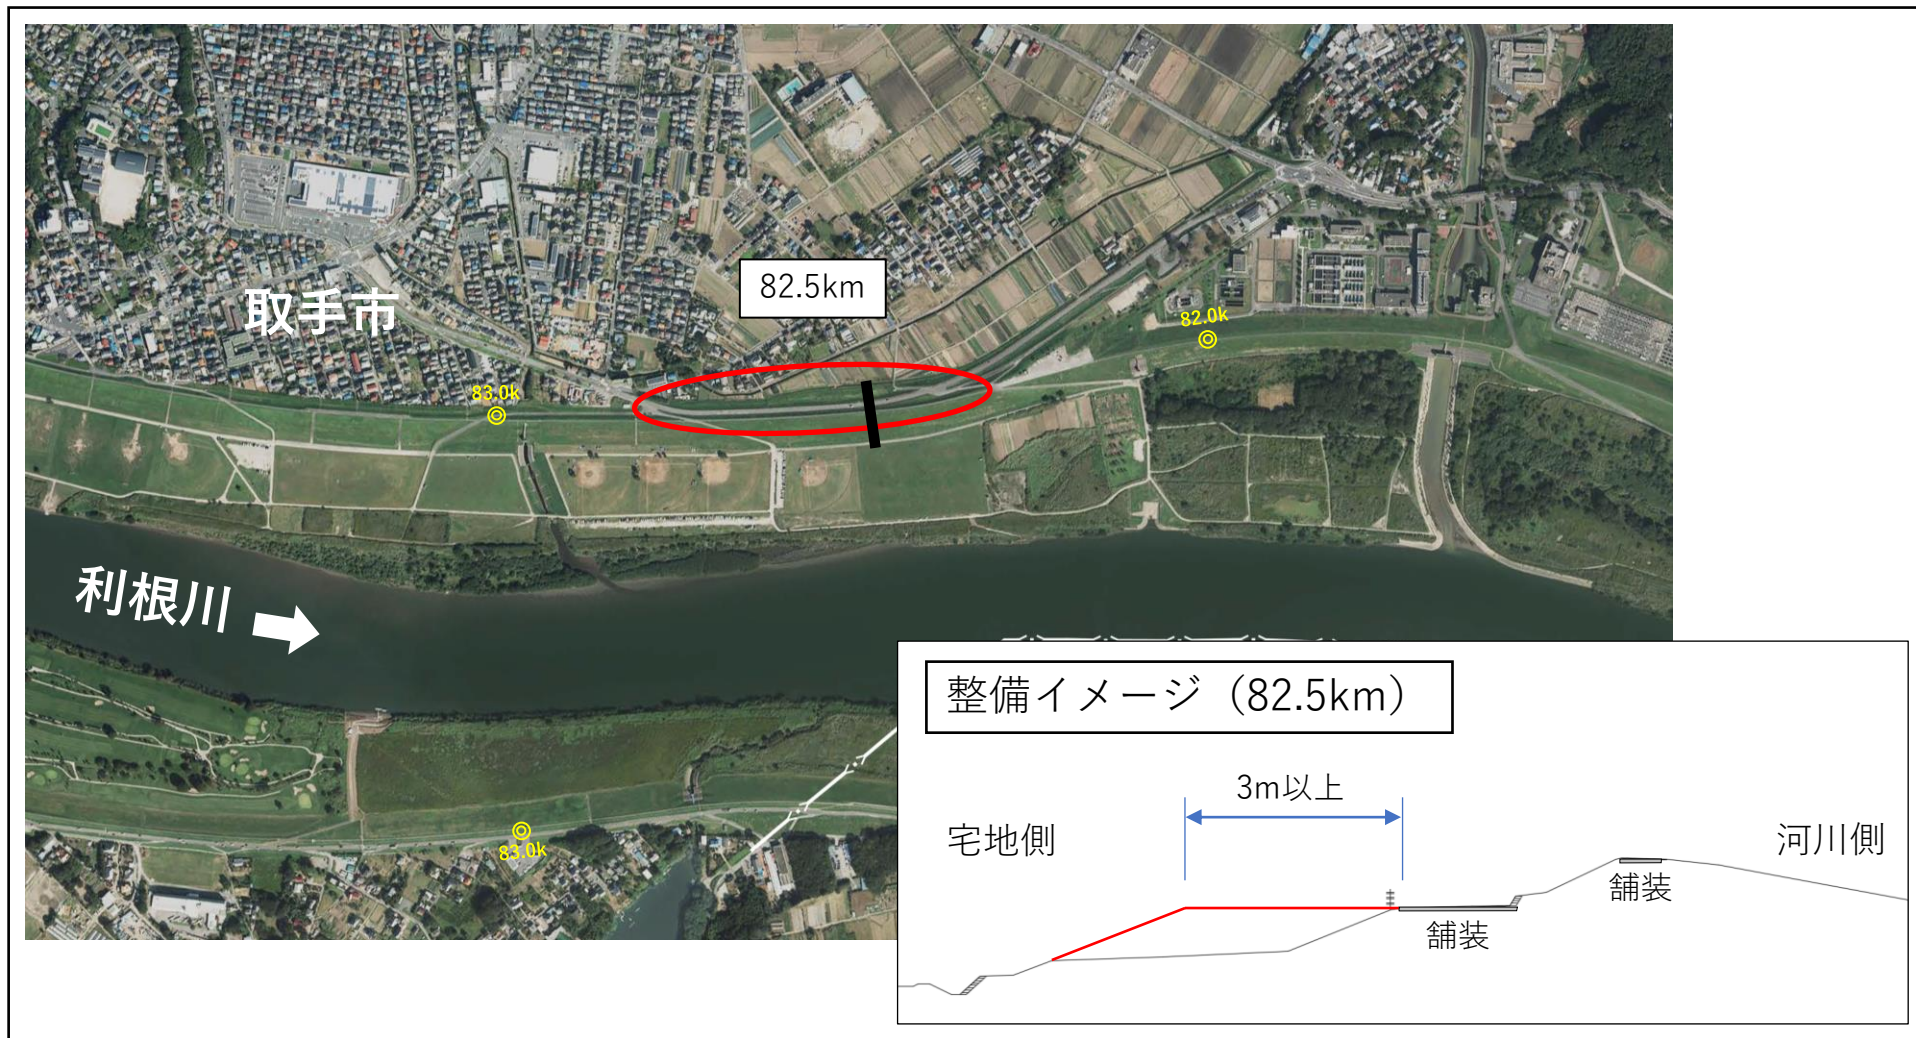 82.5km
取手市
82.0k
83.0k
利根川
83.0k
整備イメージ（82.5km）
3m以上
宅地側
河川側
舗装
舗装